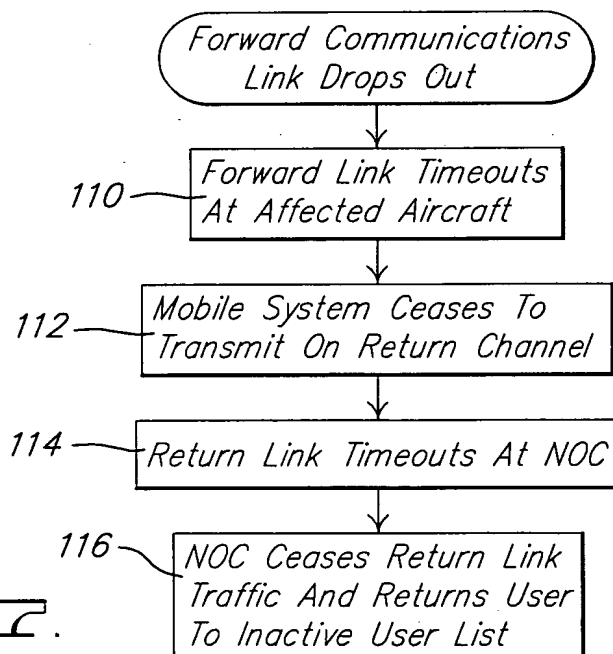 Forward Communications
Link Drops Out
110
Forward Link Timeouts
At Affected Aircraft
112
Mobile System Ceases To
Transmit On Return Channel
114
Return Link Timeouts At NOC
116
NOC Ceases Return Link
Traffic And Returns User
To Inactive User List